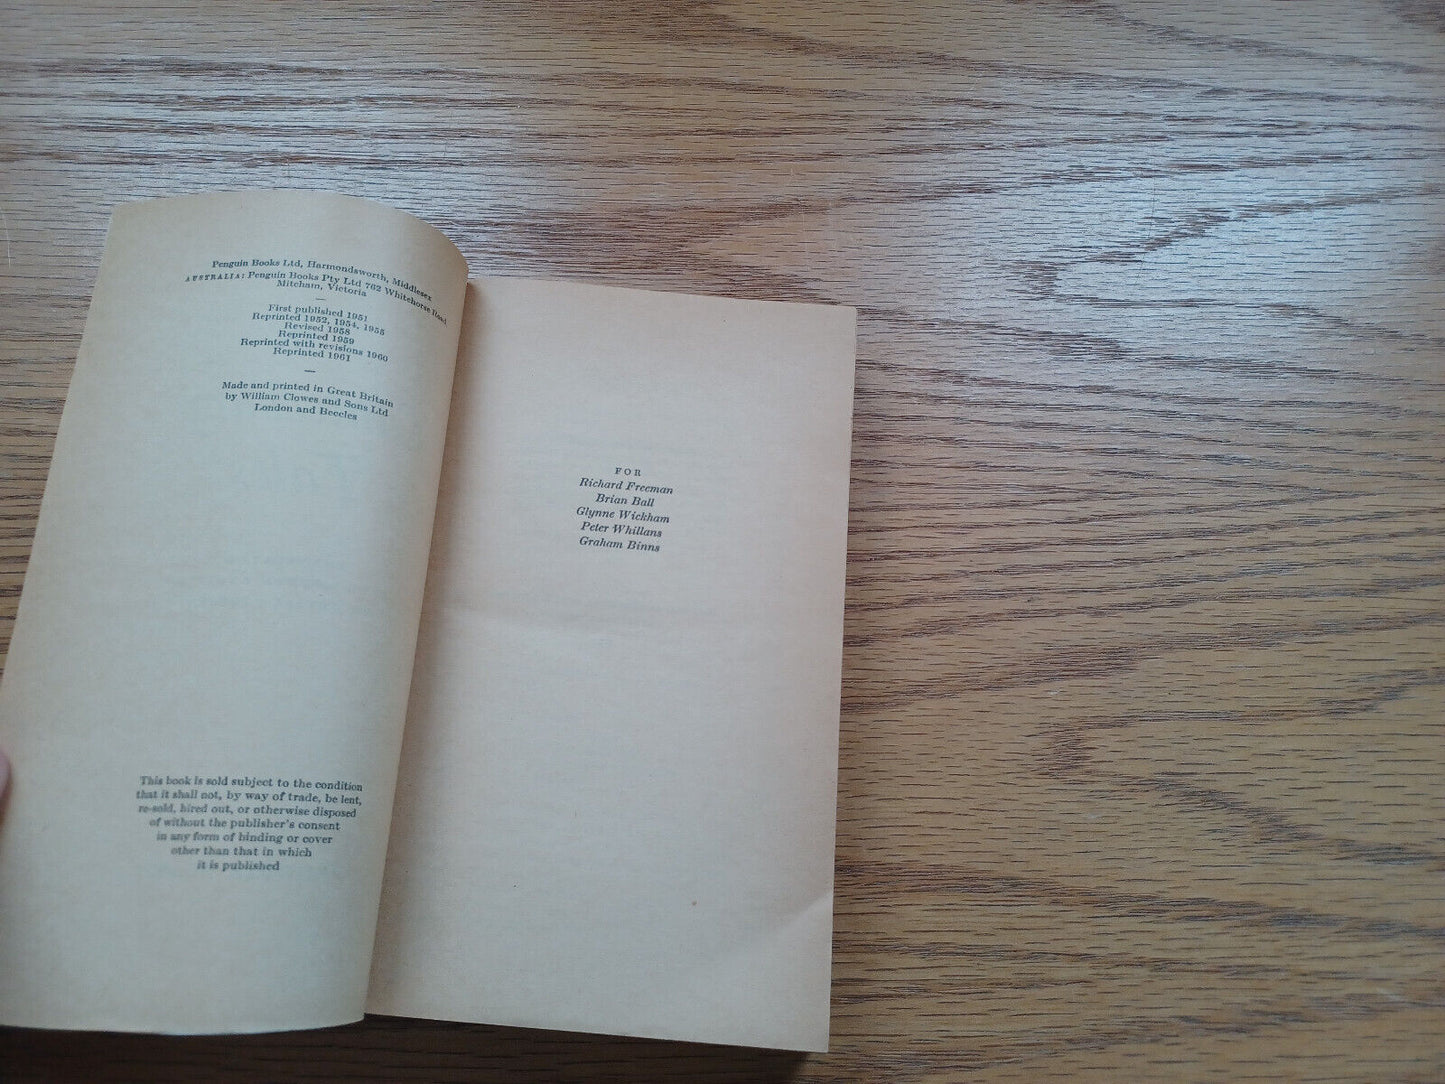 Penguin Books Ltd, Harmondsworth, Middlesex
AUSTRALIA: Penguin Books Pty Ltd 762 Whitehorse Road
Mitcham, Victoria
—
First published 1951
Reprinted 1952, 1954, 1955
Revised 1958
Reprinted 1959
Reprinted with revisions 1960
Reprinted 1961
—
Made and printed in Great Britain
by William Clowes and Sons Ltd
London and Beccles
This book is sold subject to the condition
that it shall not, by way of trade, be lent,
re-sold, hired out, or otherwise disposed
of without the publisher's consent
in any form of binding or cover
other than that in which
it is published
FOR
Richard Freeman
Brian Ball
Glynne Wickham
Peter Whillans
Graham Binns